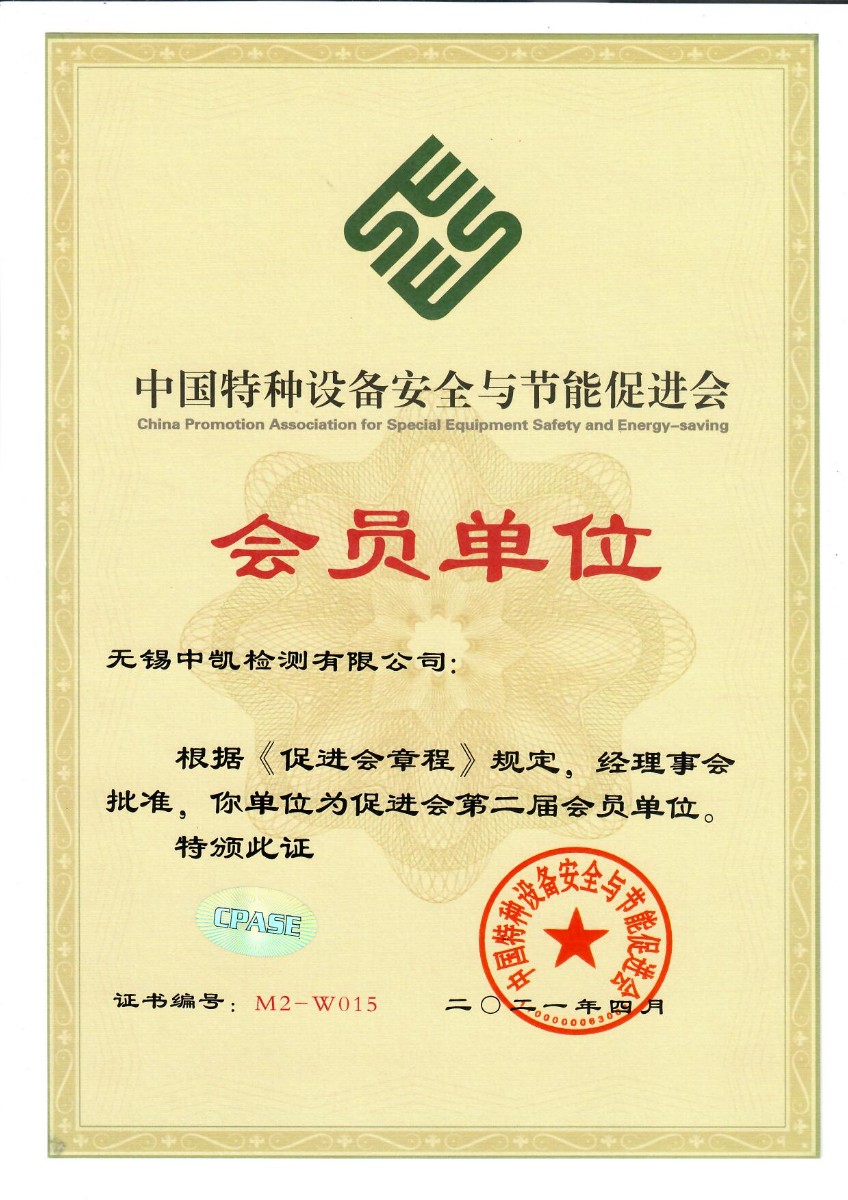 中国特种设备安全与节能促进会
China Promotion Association for Special Equipment Safety and Energy-saving
会员单位
无锡中凯检测有限公司：
根据《促进会章程》规定，经理事会
批准，你单位为促进会第二届会员单位。
特颁此证
CPASE
中国特种设备安全与节能促进会
证书编号：M2-W015
二〇二一年四月